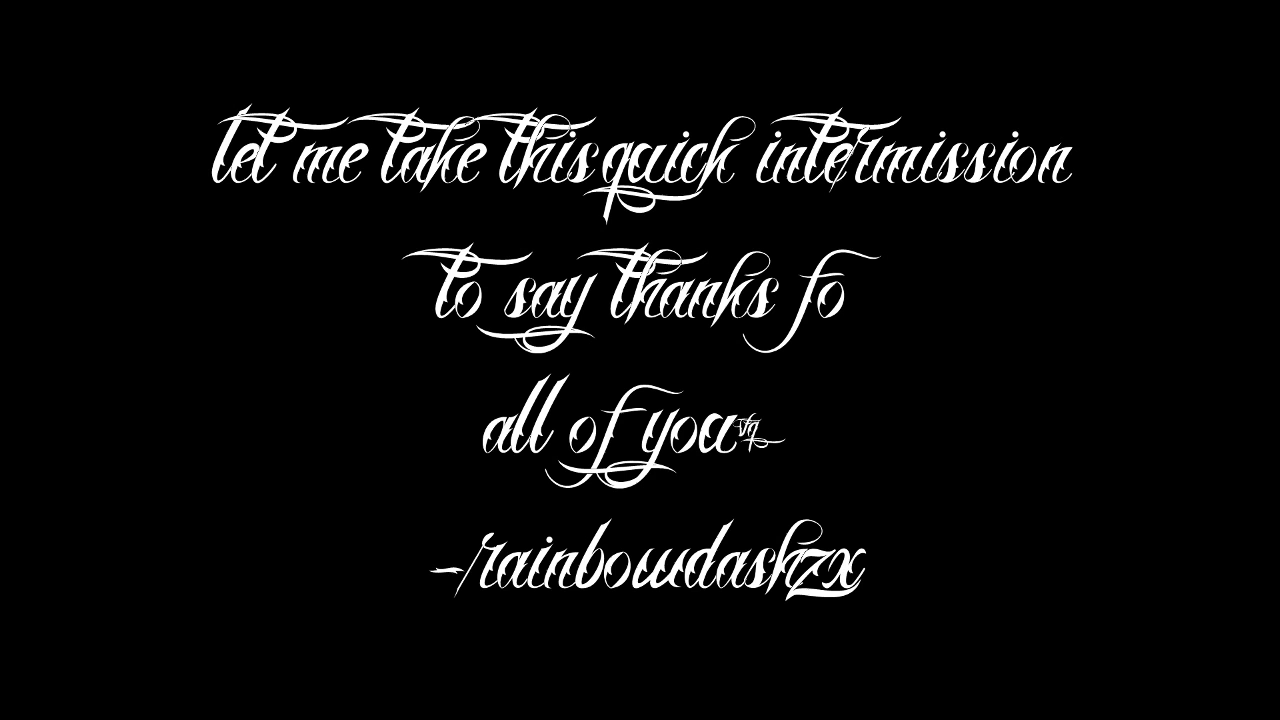 let me take this quick intermission
to say thanks fo
all of you
-rainbowdashzx